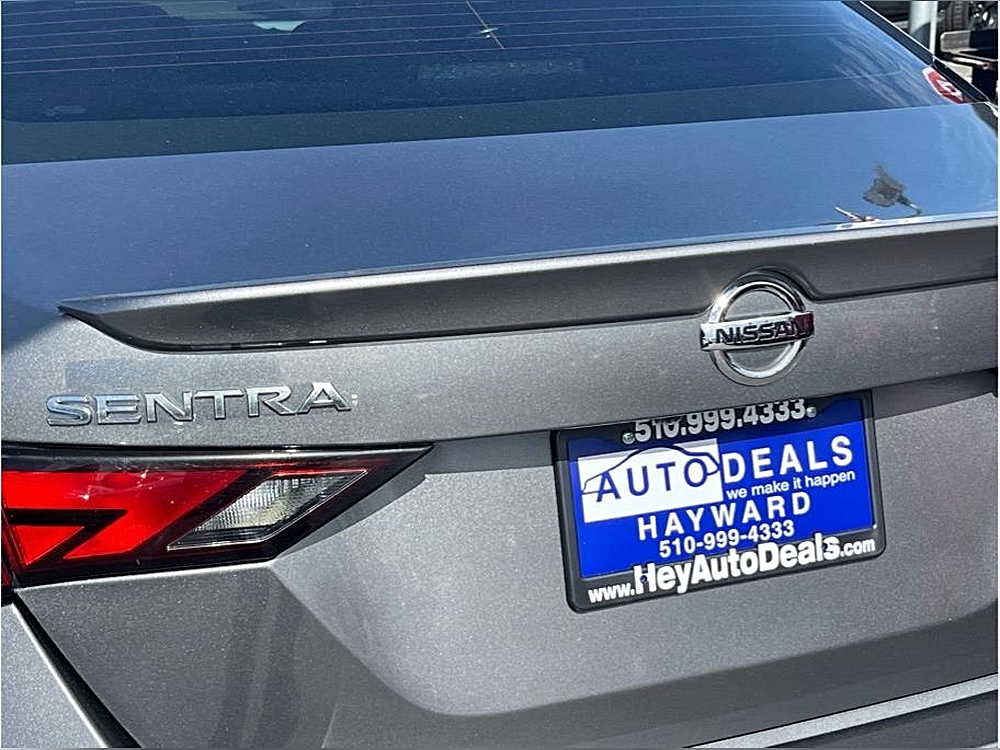 NISSAN
SENTRA
510.999.4333
AUTO DEALS
we make it happen
HAYWARD
510-999-4333
www.HeyAutoDeals.com